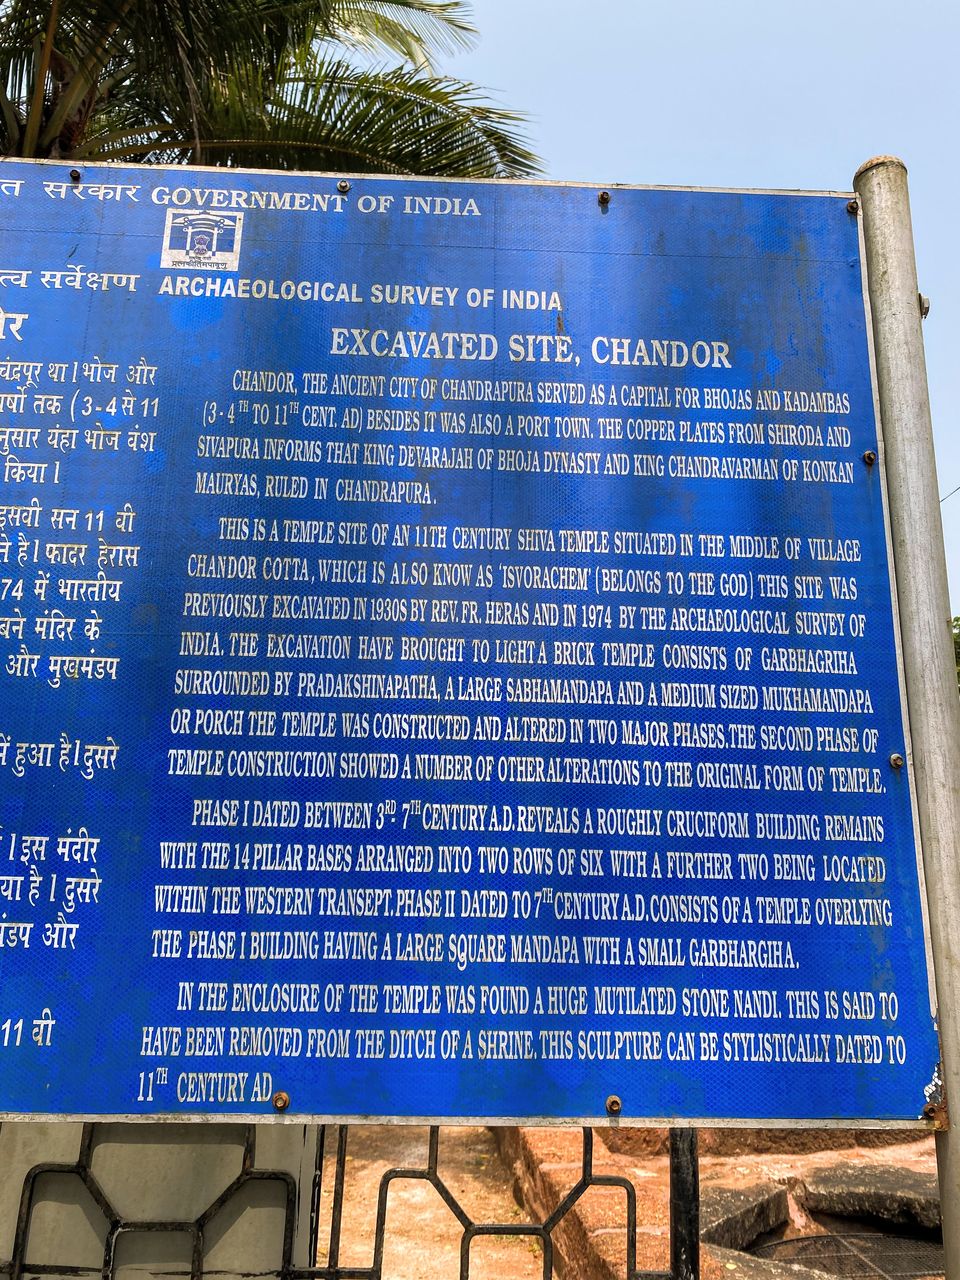 त सरकार GOVERNMENT OF INDIA
त्व सर्वेक्षण ARCHAEOLOGICAL SURVEY OF INDIA
ौर
चंद्रपूर था। भोज और
र्षो तक (3-4 से 11
नुसार यंहा भोज वंश
किया।
इसवी सन 11 वी
ते है। फादर हेरास
74 में भारतीय
बने मंदिर के
और मुखमंडप
में हुआ है। दुसरे
। इस मंदीर
या है। दुसरे
मंडप और
11 वी
EXCAVATED SITE, CHANDOR
CHANDOR, THE ANCIENT CITY OF CHANDRAPURA SERVED AS A CAPITAL FOR BHOJAS AND KADAMBAS
(3-4TH TO 11TH CENT. AD) BESIDES IT WAS ALSO A PORT TOWN. THE COPPER PLATES FROM SHIRODA AND
SIVAPURA INFORMS THAT KING DEVARAJAH OF BHOJA DYNASTY AND KING CHANDRAVARMAN OF KONKAN
MAURYAS, RULED IN CHANDRAPURA.
THIS IS A TEMPLE SITE OF AN 11TH CENTURY SHIVA TEMPLE SITUATED IN THE MIDDLE OF VILLAGE
CHANDOR COTTA, WHICH IS ALSO KNOW AS 'ISVORACHEM' (BELONGS TO THE GOD) THIS SITE WAS
PREVIOUSLY EXCAVATED IN 1930S BY REV. FR. HERAS AND IN 1974 BY THE ARCHAEOLOGICAL SURVEY OF
INDIA. THE EXCAVATION HAVE BROUGHT TO LIGHT A BRICK TEMPLE CONSISTS OF GARBHAGRIHA
SURROUNDED BY PRADAKSHINAPATHA, A LARGE SABHAMANDAPA AND A MEDIUM SIZED MUKHAMANDAPA
OR PORCH THE TEMPLE WAS CONSTRUCTED AND ALTERED IN TWO MAJOR PHASES. THE SECOND PHASE OF
TEMPLE CONSTRUCTION SHOWED A NUMBER OF OTHER ALTERATIONS TO THE ORIGINAL FORM OF TEMPLE.
PHASE I DATED BETWEEN 3RD- 7TH CENTURY A.D. REVEALS A ROUGHLY CRUCIFORM BUILDING REMAINS
WITH THE 14 PILLAR BASES ARRANGED INTO TWO ROWS OF SIX WITH A FURTHER TWO BEING LOCATED
WITHIN THE WESTERN TRANSEPT. PHASE II DATED TO 7TH CENTURY A.D. CONSISTS OF A TEMPLE OVERLYING
THE PHASE I BUILDING HAVING A LARGE SQUARE MANDAPA WITH A SMALL GARBHARGIHA.
IN THE ENCLOSURE OF THE TEMPLE WAS FOUND A HUGE MUTILATED STONE NANDI. THIS IS SAID TO
HAVE BEEN REMOVED FROM THE DITCH OF A SHRINE. THIS SCULPTURE CAN BE STYLISTICALLY DATED TO
11TH CENTURY AD